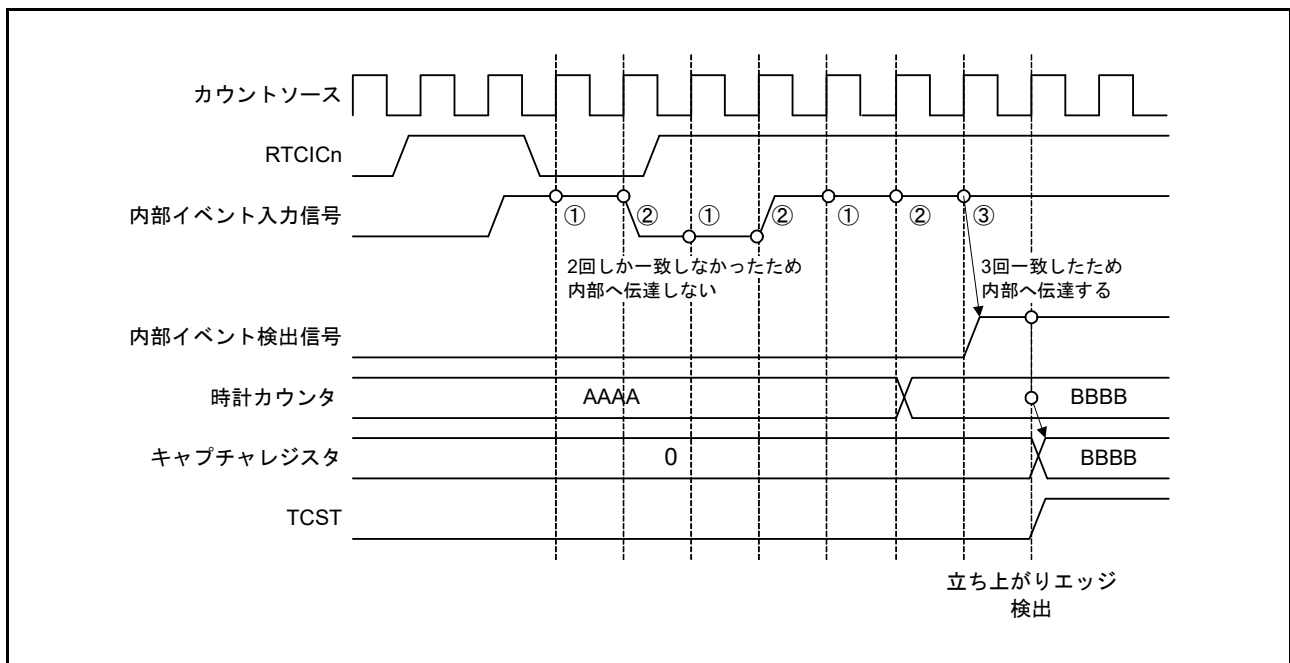 カウントソース
RTCICn
内部イベント入力信号
① ② ① ② ① ② ③
2回しか一致しなかったため
内部へ伝達しない
3回一致したため
内部へ伝達する
内部イベント検出信号
時計カウンタ
AAAA
BBBB
キャプチャレジスタ
0
BBBB
TCST
立ち上がりエッジ
検出